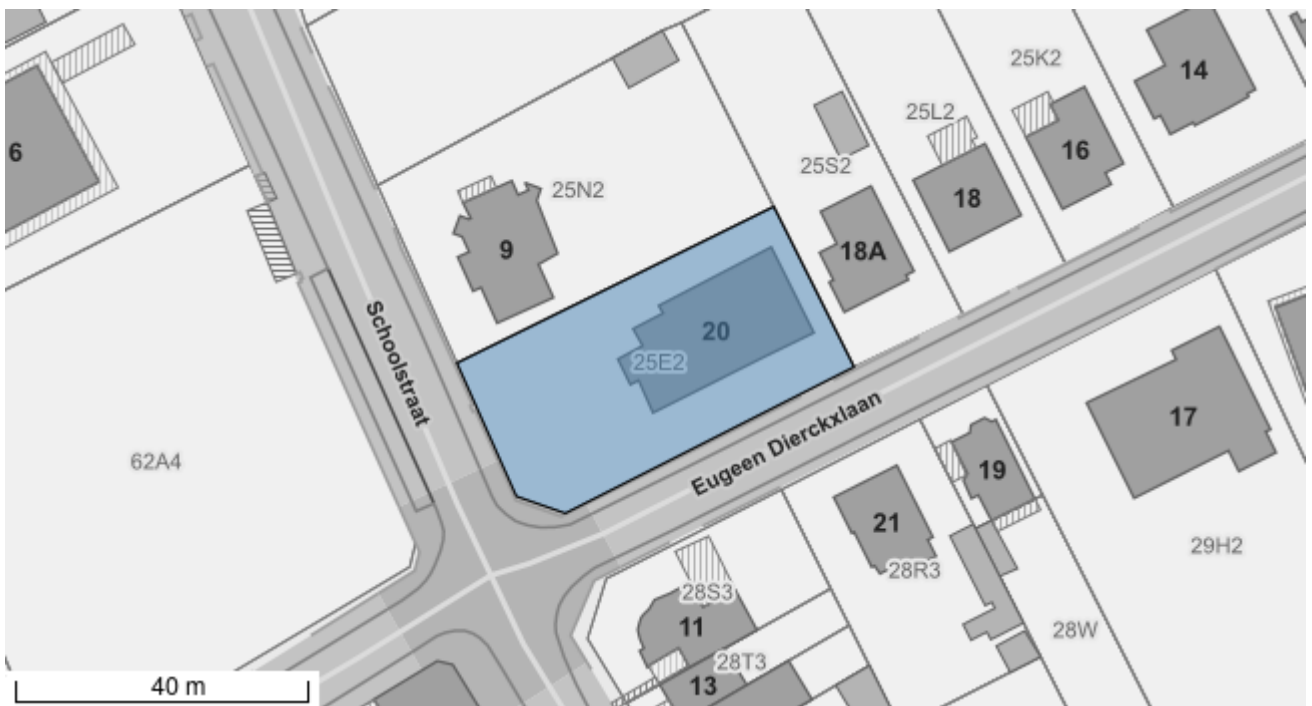 14
25K2
25L2
16
6
25S2
25N2
18
9
18A
Schoolstraat
20
25E2
17
Eugeen Dierckxlaan
62A4
19
21
29H2
28R3
28S3
11
28W
28T3
13
40 m